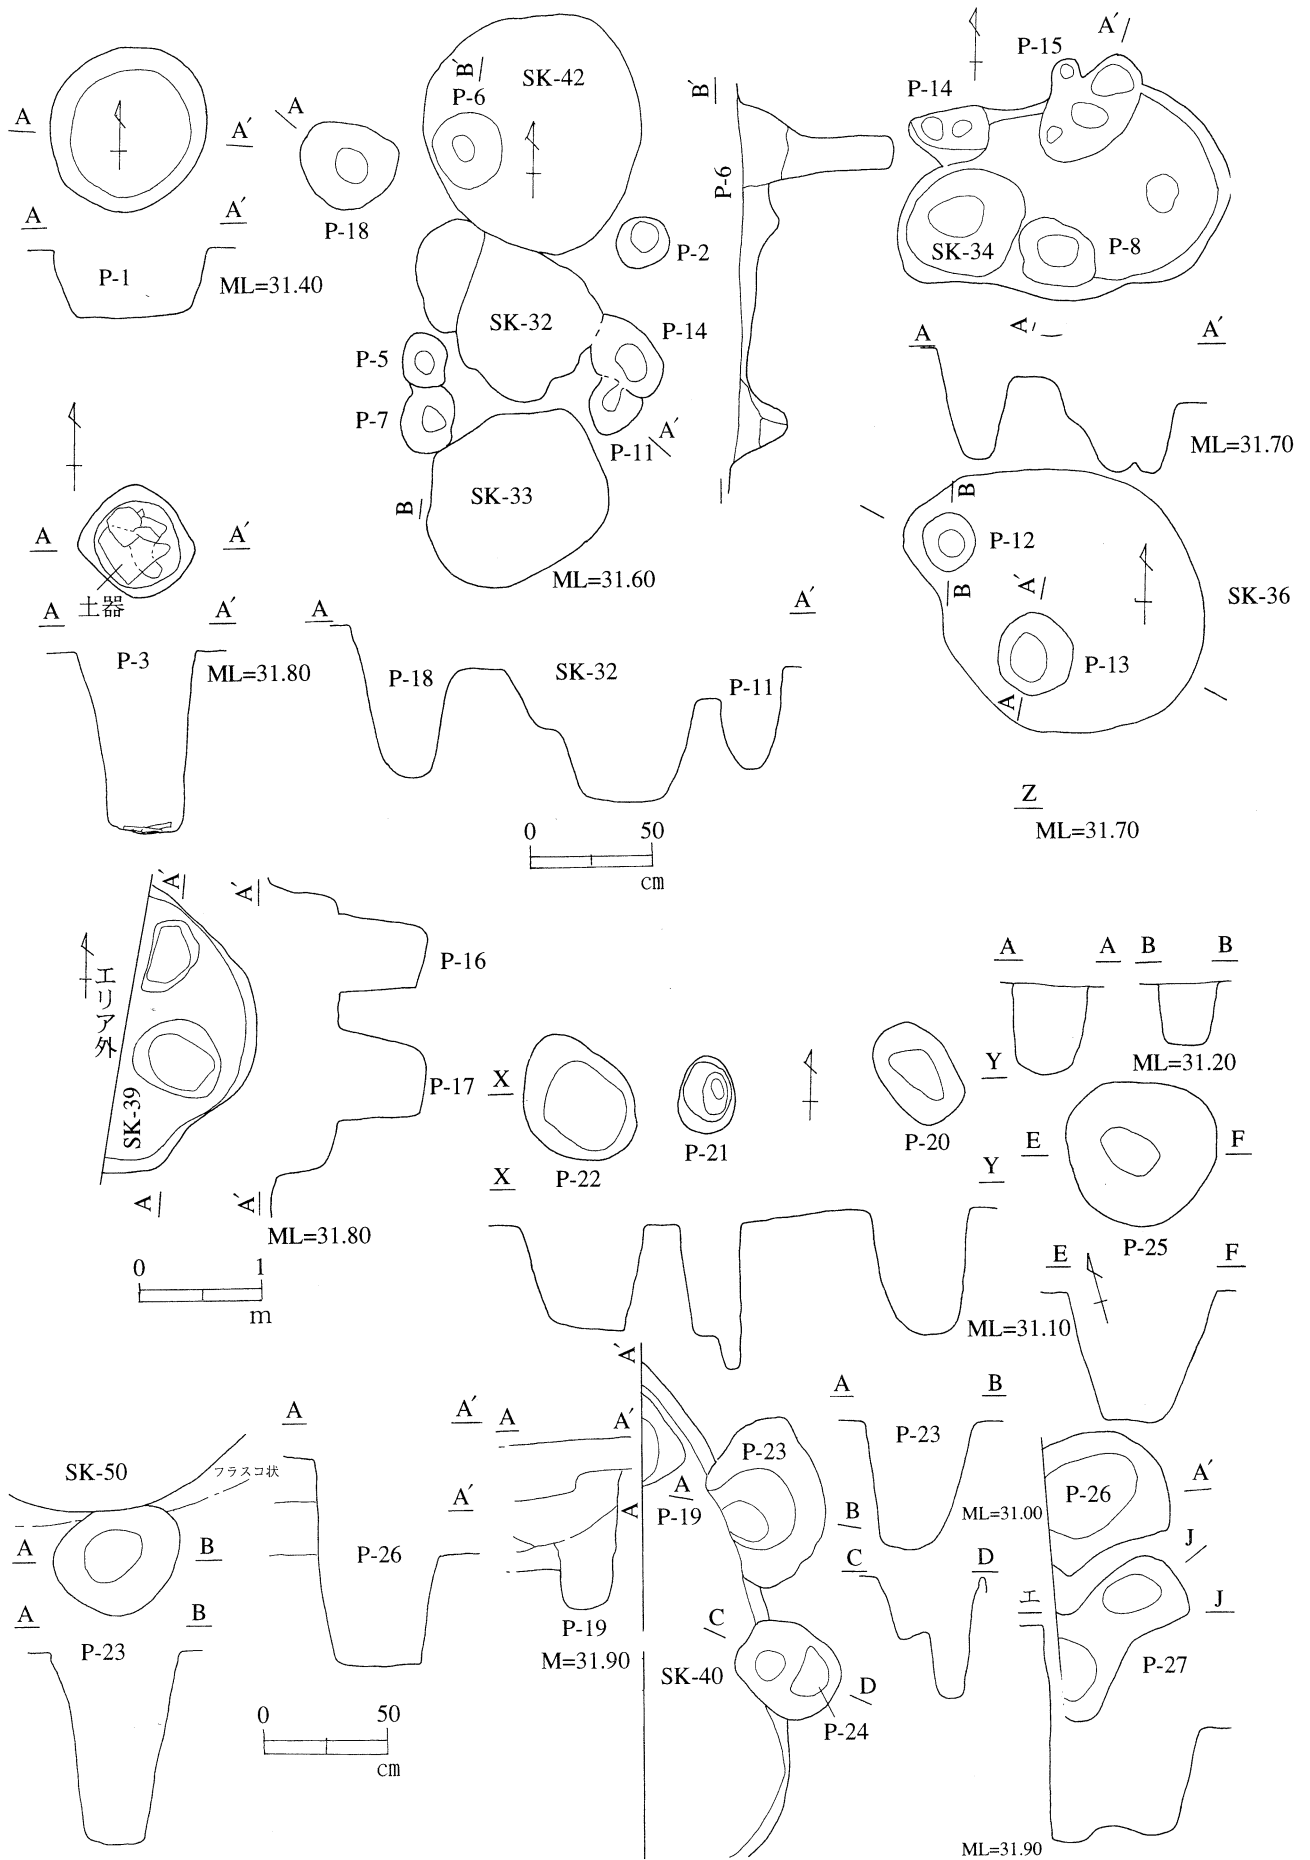 A
A′
A
A′
P-1
ML=31.40
A
P-18
B′
P-6
SK-42
P-2
SK-32
P-14
P-5
P-7
P-11
A′
B
SK-33
ML=31.60
B′
P-6
P-15
A′
P-14
SK-34
P-8
A
A
A′
ML=31.70
A
A′
土器
A
A′
P-3
ML=31.80
A
A′
P-18
SK-32
P-11
0 50
cm
B
P-12
B
A′
SK-36
P-13
A
Z
ML=31.70
A′
A′
エリア外
P-16
P-17
SK-39
A
A′
ML=31.80
0 1
m
X
Y
P-22
P-21
P-20
X
Y
ML=31.10
A
A
B
B
ML=31.20
E
F
P-25
E
F
SK-50
フラスコ状
A
B
A
B
P-23
A
A′
A′
P-26
0 50
cm
A
A′
P-19
M=31.90
A′
A
A
P-19
P-23
B
C
SK-40
D
P-24
A
B
P-23
C
D
ML=31.00
P-26
A′
J
エ
J
P-27
ML=31.90